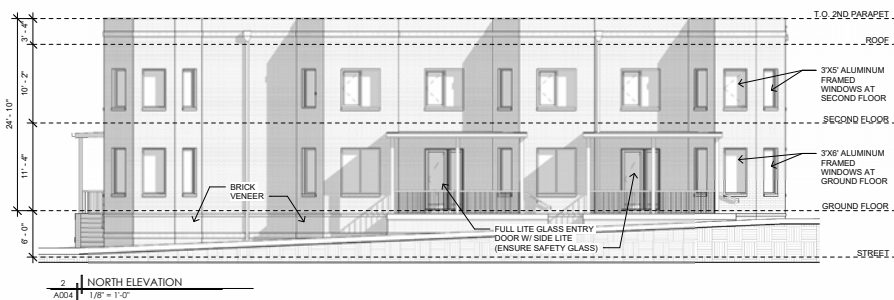 T.O. 2ND PARAPET
3' - 4"
ROOF
10' - 2"
3'X5' ALUMINUM
FRAMED
WINDOWS AT
SECOND FLOOR
24' - 10"
SECOND FLOOR
11' - 4"
3'X6' ALUMINUM
FRAMED
WINDOWS AT
GROUND FLOOR
BRICK
VENEER
GROUND FLOOR
6' - 0"
FULL LITE GLASS ENTRY
DOOR W/ SIDE LITE
(ENSURE SAFETY GLASS)
STREET
2 NORTH ELEVATION
A004 1/8" = 1'-0"